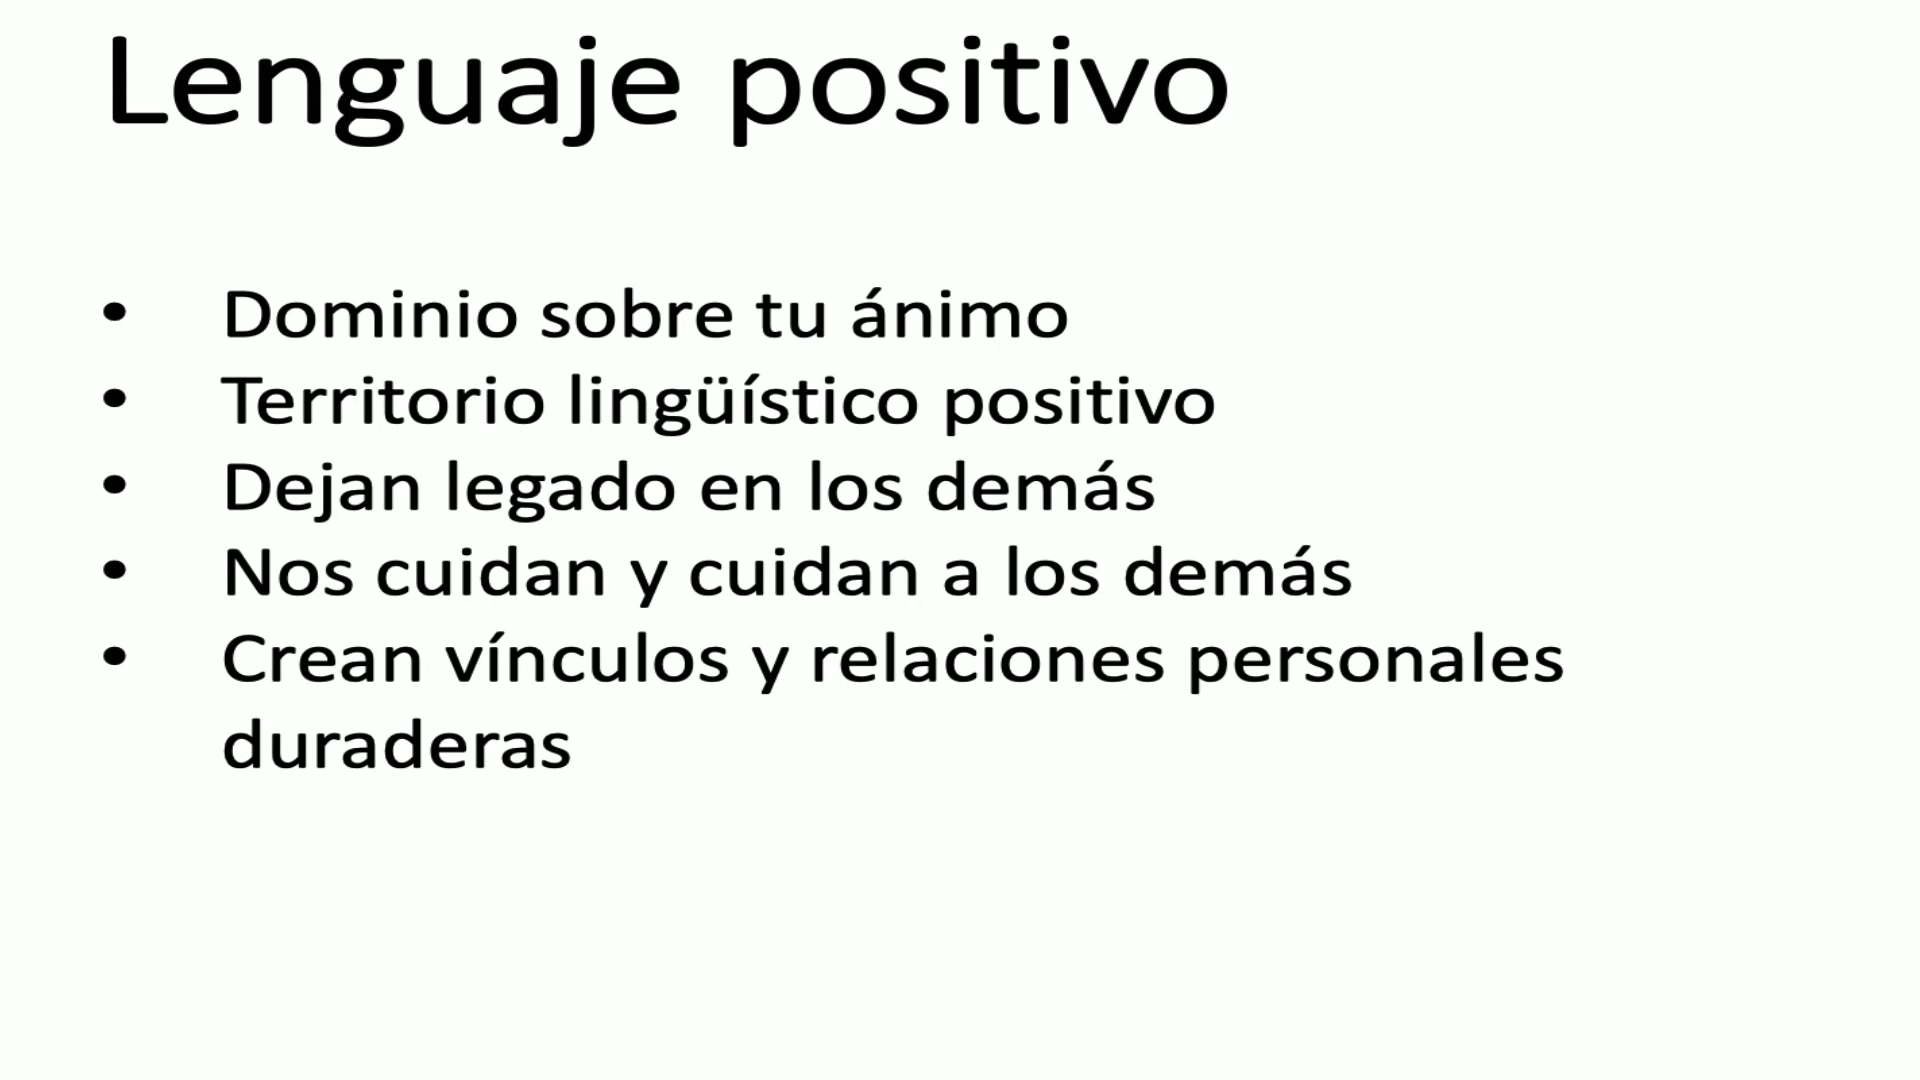 Lenguaje positivo
• Dominio sobre tu ánimo
• Territorio lingüístico positivo
• Dejan legado en los demás
• Nos cuidan y cuidan a los demás
• Crean vínculos y relaciones personales
duraderas